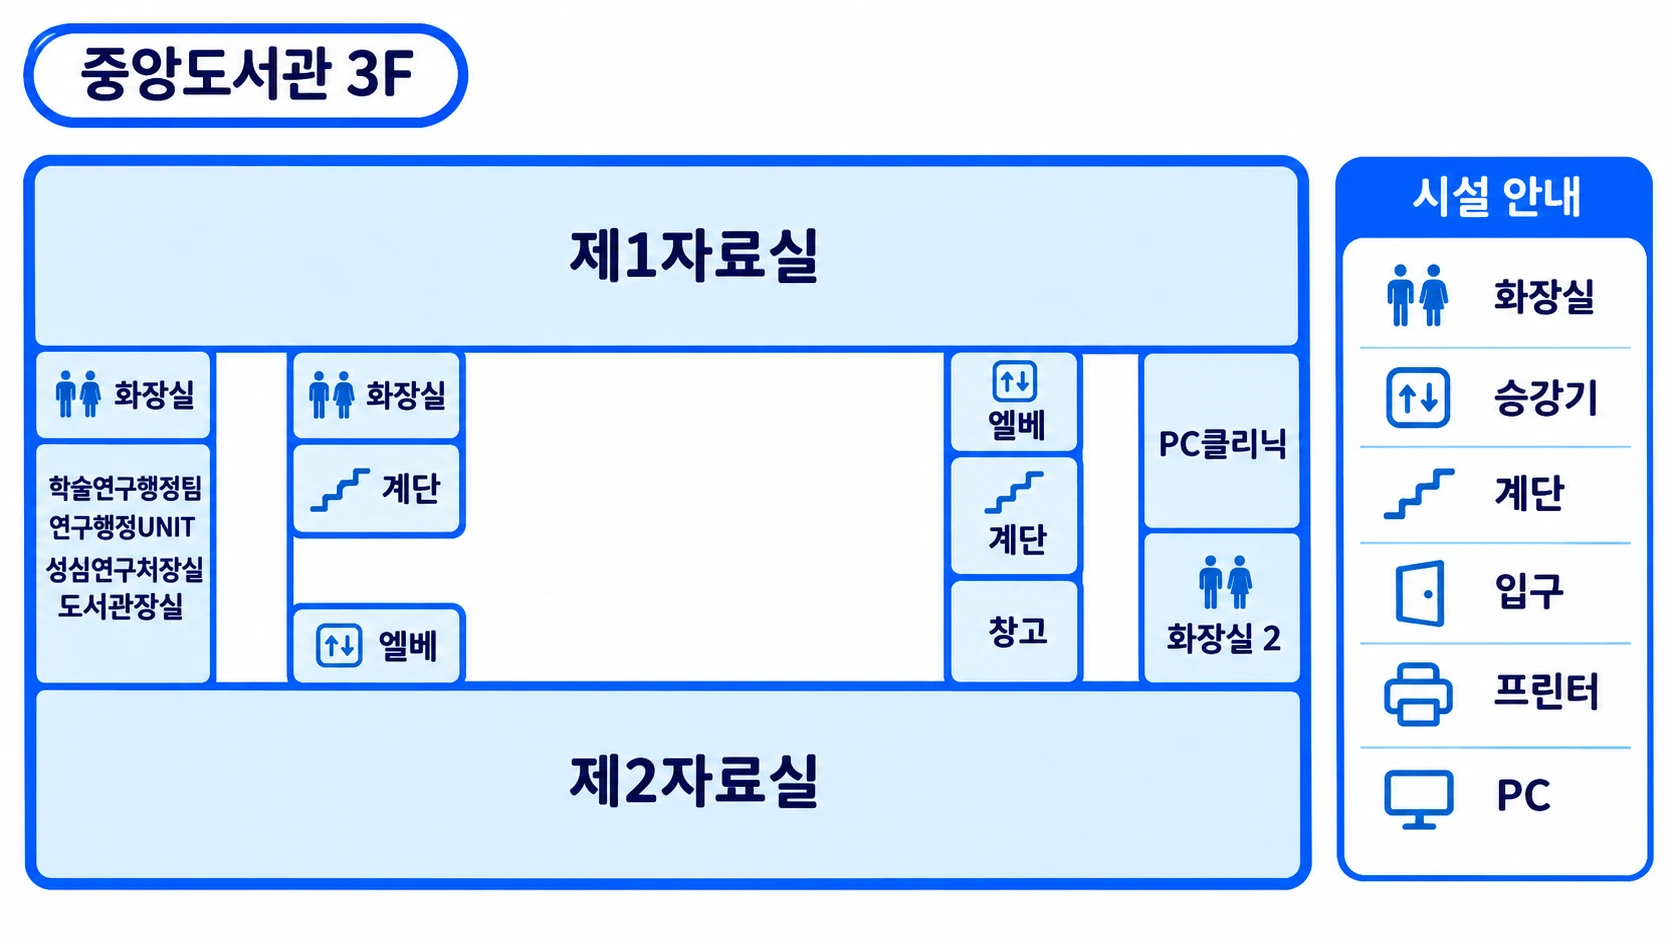 중앙도서관 3F
제1자료실
화장실
학술연구행정팀
연구행정UNIT
성심연구처장실
도서관장실
화장실
계단
엘베
엘베
계단
창고
PC클리닉
화장실 2
제2자료실
시설 안내
화장실
승강기
계단
입구
프린터
PC